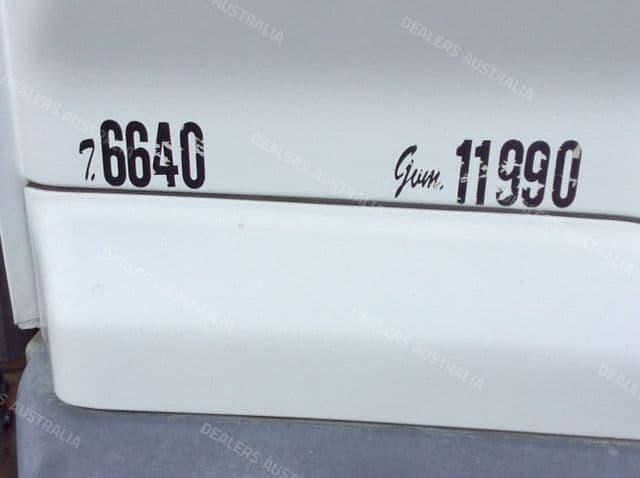 T. 6640 Gvm. 11990
DEALERS AUSTRALIA